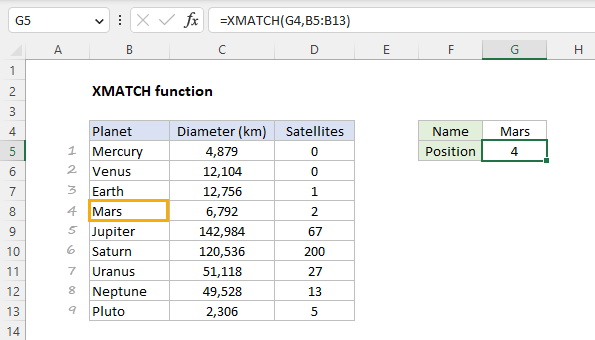 G5 fx =XMATCH(G4,B5:B13)
A B C D E F G H
1
2 XMATCH function
3
4 Planet Diameter (km) Satellites Name Mars
5 1 Mercury 4,879 0 Position 4
6 2 Venus 12,104 0
7 3 Earth 12,756 1
8 4 Mars 6,792 2
9 5 Jupiter 142,984 67
10 6 Saturn 120,536 200
11 7 Uranus 51,118 27
12 8 Neptune 49,528 13
13 9 Pluto 2,306 5
14